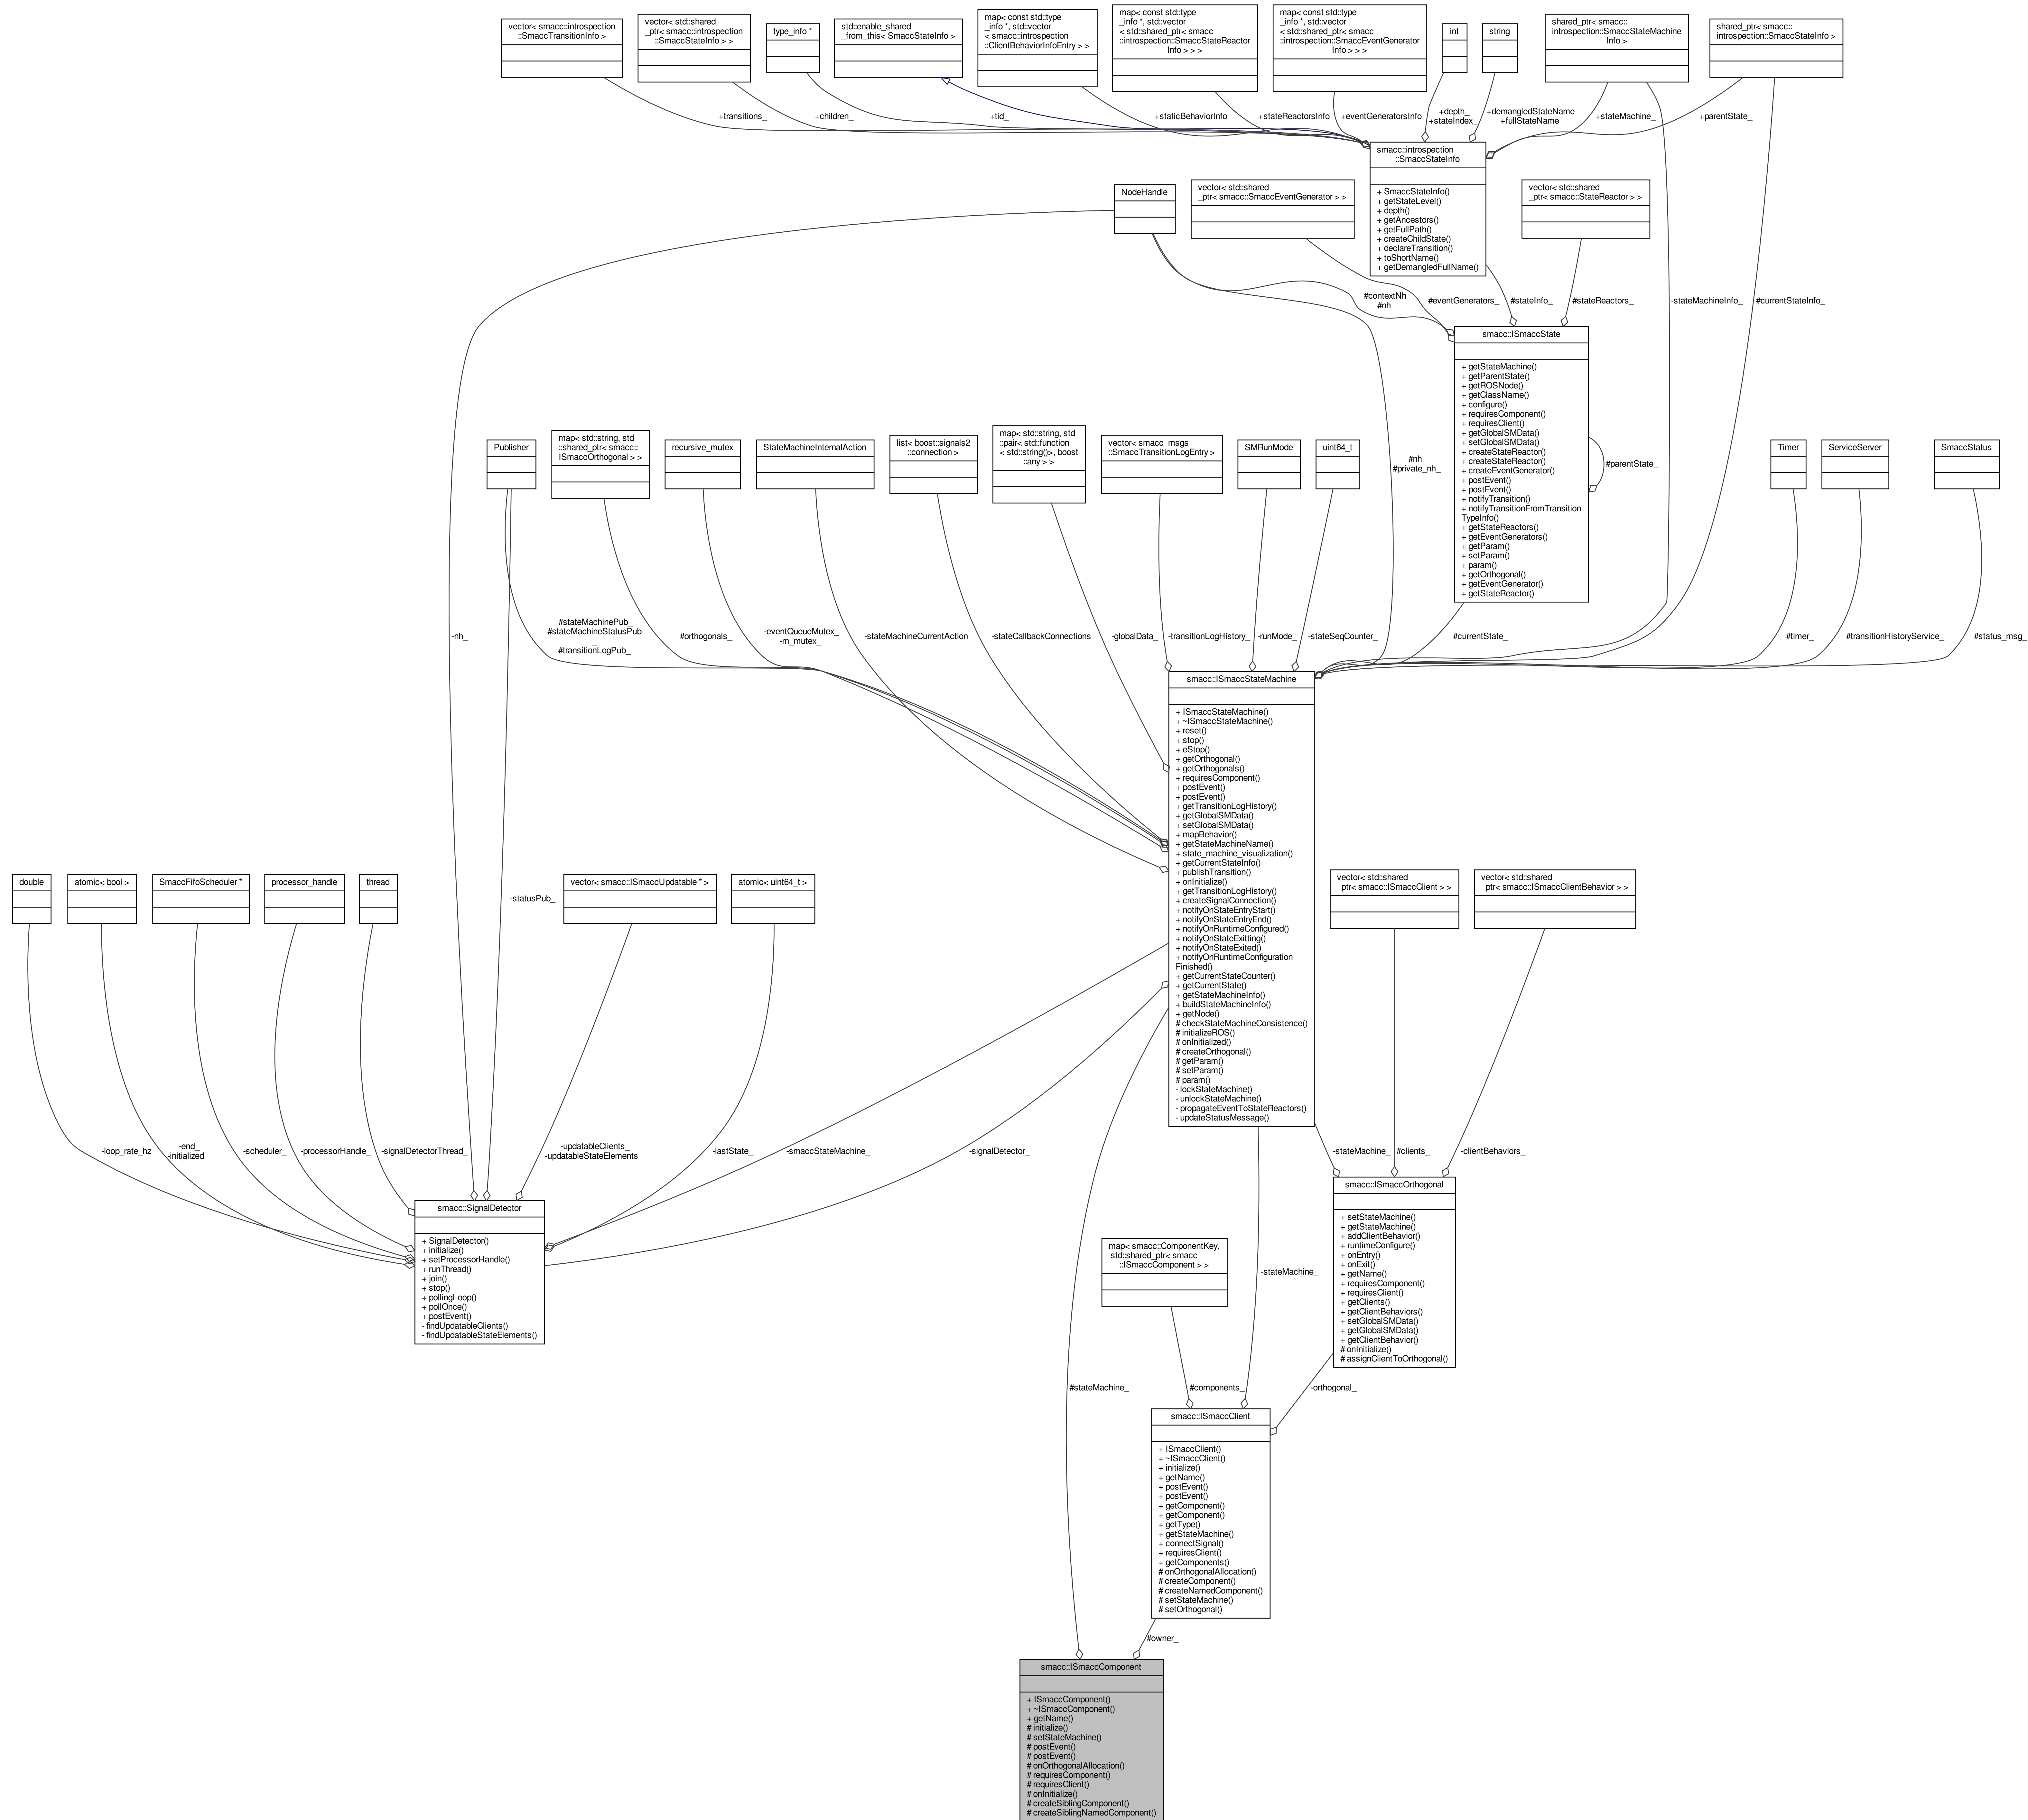 vector< smacc::introspection
::SmaccTransitionInfo >
vector< std::shared
_ptr< smacc::introspection
::SmaccStateInfo > >
type_info *
std::enable_shared
_from_this< SmaccStateInfo >
map< const std::type
_info *, std::vector
< smacc::introspection
::ClientBehaviorInfoEntry > >
map< const std::type
_info *, std::vector
< std::shared_ptr< smacc
::introspection::SmaccStateReactor
Info > > >
map< const std::type
_info *, std::vector
< std::shared_ptr< smacc
::introspection::SmaccEventGenerator
Info > > >
int
string
shared_ptr< smacc::
introspection::SmaccStateMachine
Info >
shared_ptr< smacc::
introspection::SmaccStateInfo >
+transitions_
+children_
+tid_
+staticBehaviorInfo
+stateReactorsInfo
+eventGeneratorsInfo
+depth_
+stateIndex_
+demangledStateName
+fullStateName
+stateMachine_
+parentState_
smacc::introspection
::SmaccStateInfo
+ SmaccStateInfo()
+ getStateLevel()
+ depth()
+ getAncestors()
+ getFullPath()
+ createChildState()
+ declareTransition()
+ toShortName()
+ getDemangledFullName()
NodeHandle
vector< std::shared
_ptr< smacc::SmaccEventGenerator > >
vector< std::shared
_ptr< smacc::StateReactor > >
#contextNh
#nh
#eventGenerators_
#stateInfo_
#stateReactors_
-stateMachineInfo_
#currentStateInfo_
smacc::ISmaccState
+ getStateMachine()
+ getParentState()
+ getROSNode()
+ getClassName()
+ configure()
+ requiresComponent()
+ requiresClient()
+ getGlobalSMData()
+ setGlobalSMData()
+ createStateReactor()
+ createStateReactor()
+ createEventGenerator()
+ postEvent()
+ postEvent()
+ notifyTransition()
+ notifyTransitionFromTransition
TypeInfo()
+ getStateReactors()
+ getEventGenerators()
+ getParam()
+ setParam()
+ param()
+ getOrthogonal()
+ getEventGenerator()
+ getStateReactor()
#parentState_
Publisher
map< std::string, std
::shared_ptr< smacc::
ISmaccOrthogonal > >
recursive_mutex
StateMachineInternalAction
list< boost::signals2
::connection >
map< std::string, std
::pair< std::function
< std::string()>, boost
::any > >
vector< smacc_msgs
::SmaccTransitionLogEntry >
SMRunMode
uint64_t
#nh_
#private_nh_
Timer
ServiceServer
SmaccStatus
-nh_
#stateMachinePub_
#stateMachineStatusPub
_
#transitionLogPub_
#orthogonals_
-eventQueueMutex_
-m_mutex_
-stateMachineCurrentAction
-stateCallbackConnections
-globalData_
-transitionLogHistory_
-runMode_
-stateSeqCounter_
#currentState_
#timer_
#transitionHistoryService_
#status_msg_
smacc::ISmaccStateMachine
+ ISmaccStateMachine()
+ ~ISmaccStateMachine()
+ reset()
+ stop()
+ eStop()
+ getOrthogonal()
+ getOrthogonals()
+ requiresComponent()
+ postEvent()
+ postEvent()
+ getTransitionLogHistory()
+ getGlobalSMData()
+ setGlobalSMData()
+ mapBehavior()
+ getStateMachineName()
+ state_machine_visualization()
+ getCurrentStateInfo()
+ publishTransition()
+ onInitialize()
+ getTransitionLogHistory()
+ createSignalConnection()
+ notifyOnStateEntryStart()
+ notifyOnStateEntryEnd()
+ notifyOnRuntimeConfigured()
+ notifyOnStateExitting()
+ notifyOnStateExited()
+ notifyOnRuntimeConfiguration
Finished()
+ getCurrentStateCounter()
+ getCurrentState()
+ getStateMachineInfo()
+ buildStateMachineInfo()
+ getNode()
# checkStateMachineConsistence()
# initializeROS()
# onInitialized()
# createOrthogonal()
# getParam()
# setParam()
# param()
- lockStateMachine()
- unlockStateMachine()
- propagateEventToStateReactors()
- updateStatusMessage()
double
atomic< bool >
SmaccFifoScheduler *
processor_handle
thread
-statusPub_
vector< smacc::ISmaccUpdatable * >
atomic< uint64_t >
vector< std::shared
_ptr< smacc::ISmaccClient > >
vector< std::shared
_ptr< smacc::ISmaccClientBehavior > >
-loop_rate_hz
-end_
-initialized_
-scheduler_
-processorHandle_
-signalDetectorThread_
-updatableClients_
-updatableStateElements_
-lastState_
-smaccStateMachine_
-signalDetector_
-stateMachine_
#clients_
-clientBehaviors_
smacc::SignalDetector
+ SignalDetector()
+ initialize()
+ setProcessorHandle()
+ runThread()
+ join()
+ stop()
+ pollingLoop()
+ pollOnce()
+ postEvent()
- findUpdatableClients()
- findUpdatableStateElements()
smacc::ISmaccOrthogonal
+ setStateMachine()
+ getStateMachine()
+ addClientBehavior()
+ runtimeConfigure()
+ onEntry()
+ onExit()
+ getName()
+ requiresComponent()
+ requiresClient()
+ getClients()
+ getClientBehaviors()
+ setGlobalSMData()
+ getGlobalSMData()
+ getClientBehavior()
# onInitialize()
# assignClientToOrthogonal()
map< smacc::ComponentKey,
std::shared_ptr< smacc
::ISmaccComponent > >
-stateMachine_
#stateMachine_
#components_
-orthogonal_
smacc::ISmaccClient
+ ISmaccClient()
+ ~ISmaccClient()
+ initialize()
+ getName()
+ postEvent()
+ postEvent()
+ getComponent()
+ getComponent()
+ getType()
+ getStateMachine()
+ connectSignal()
+ requiresClient()
+ getComponents()
# onOrthogonalAllocation()
# createComponent()
# createNamedComponent()
# setStateMachine()
# setOrthogonal()
#owner_
smacc::ISmaccComponent
+ ISmaccComponent()
+ ~ISmaccComponent()
+ getName()
# initialize()
# setStateMachine()
# postEvent()
# postEvent()
# onOrthogonalAllocation()
# requiresComponent()
# requiresClient()
# onInitialize()
# createSiblingComponent()
# createSiblingNamedComponent()